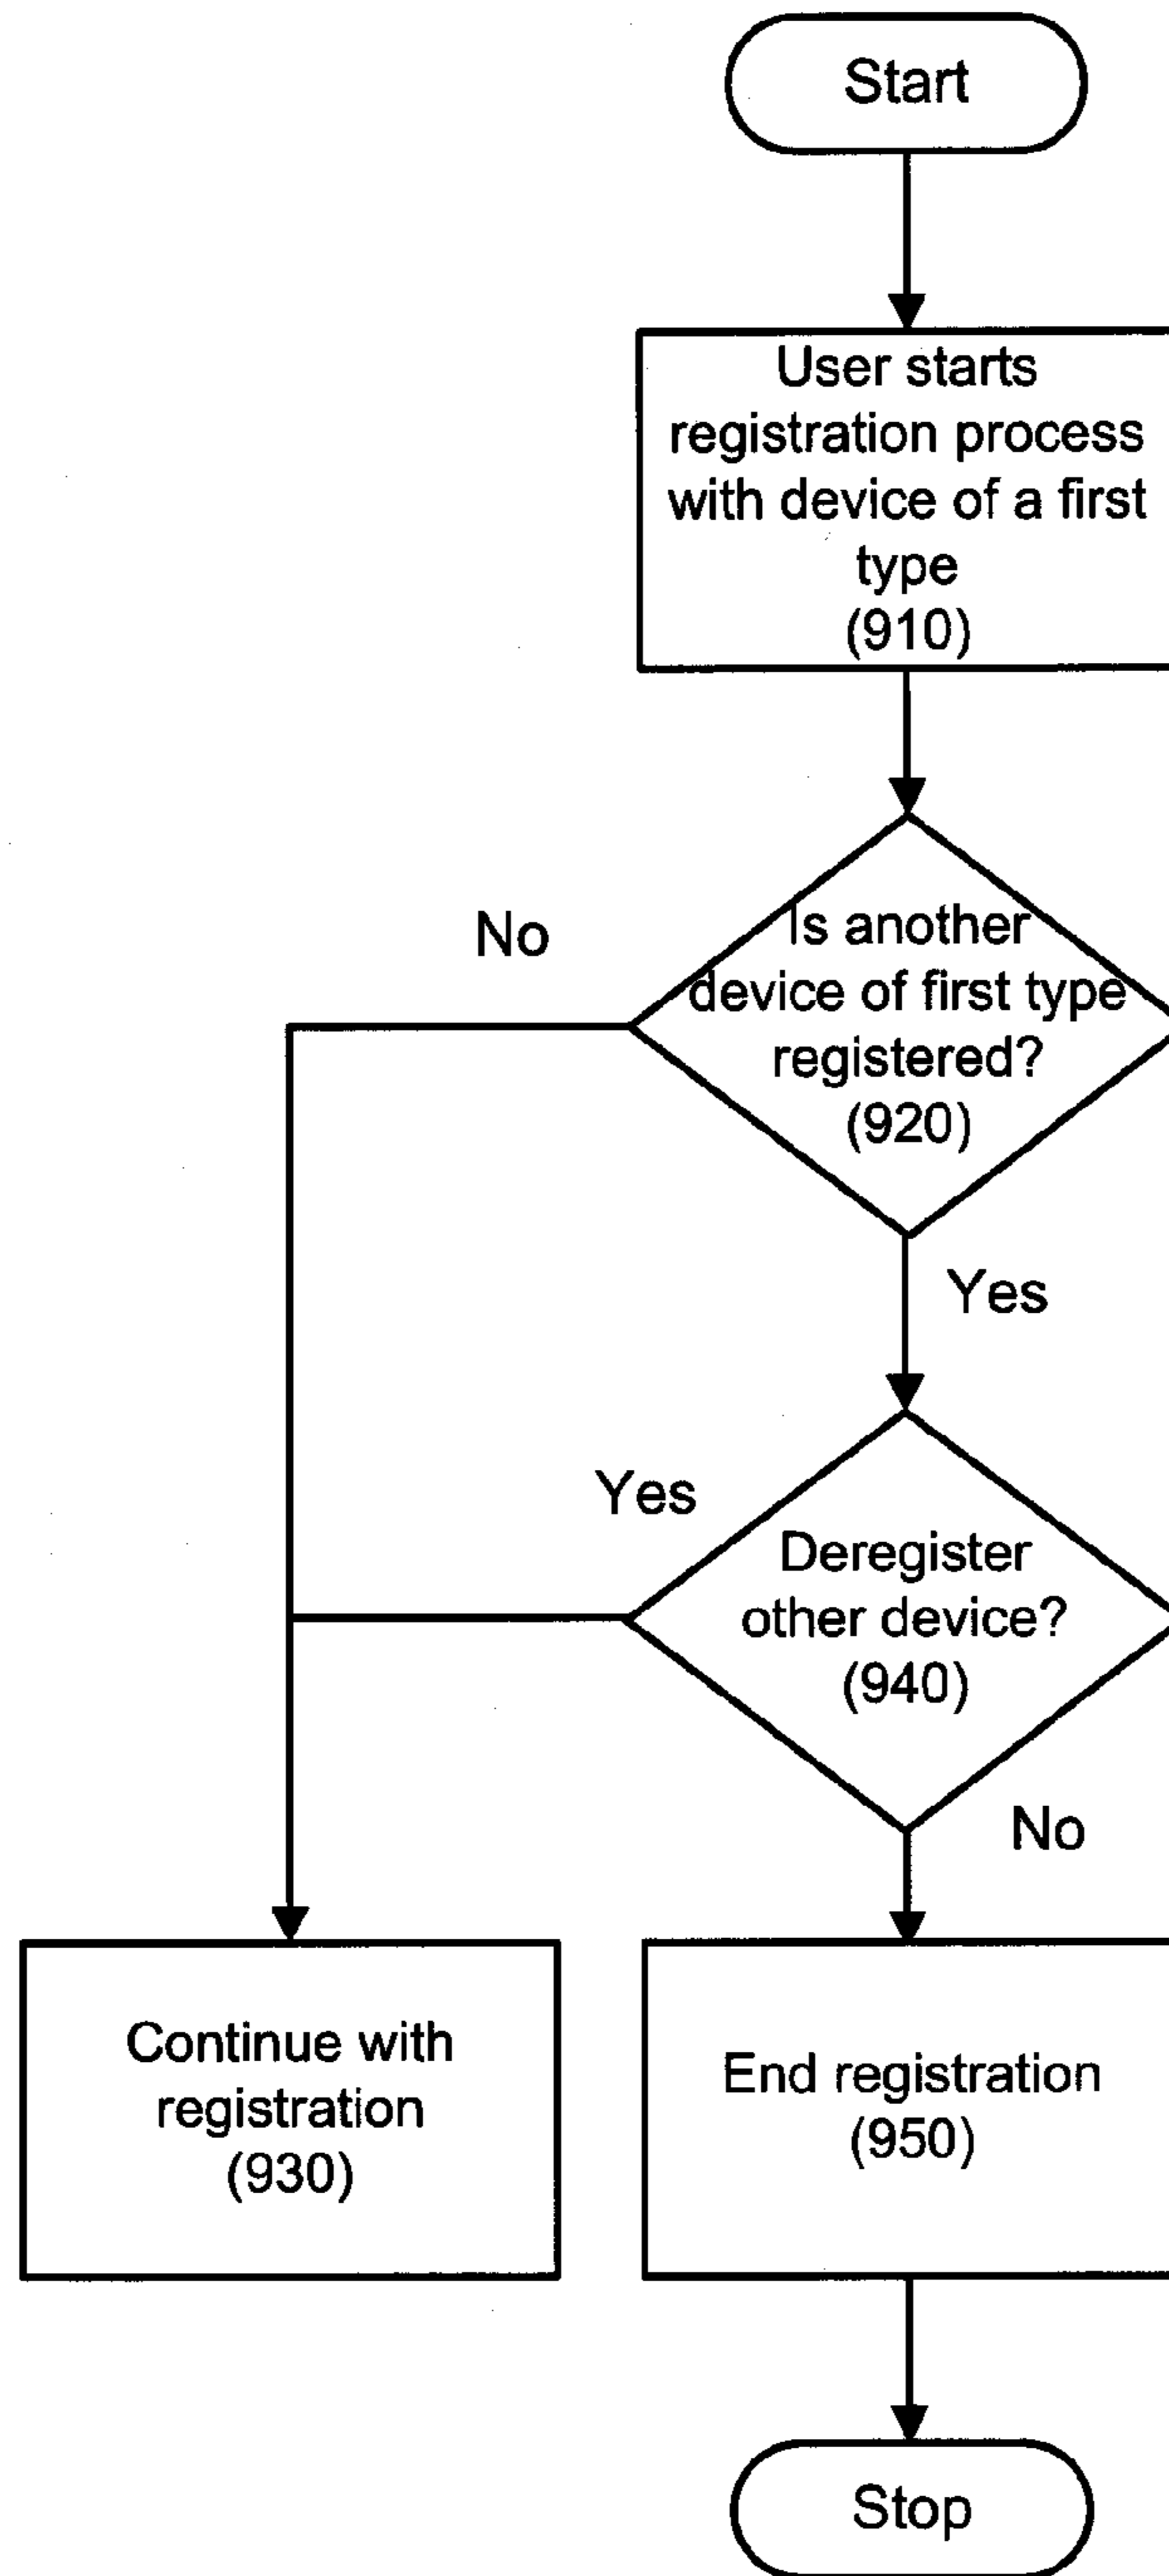 Start
User starts
registration process
with device of a first
type
(910)
No
Is another
device of first type
registered?
(920)
Yes
Yes
Deregister
other device?
(940)
No
Continue with
registration
(930)
End registration
(950)
Stop